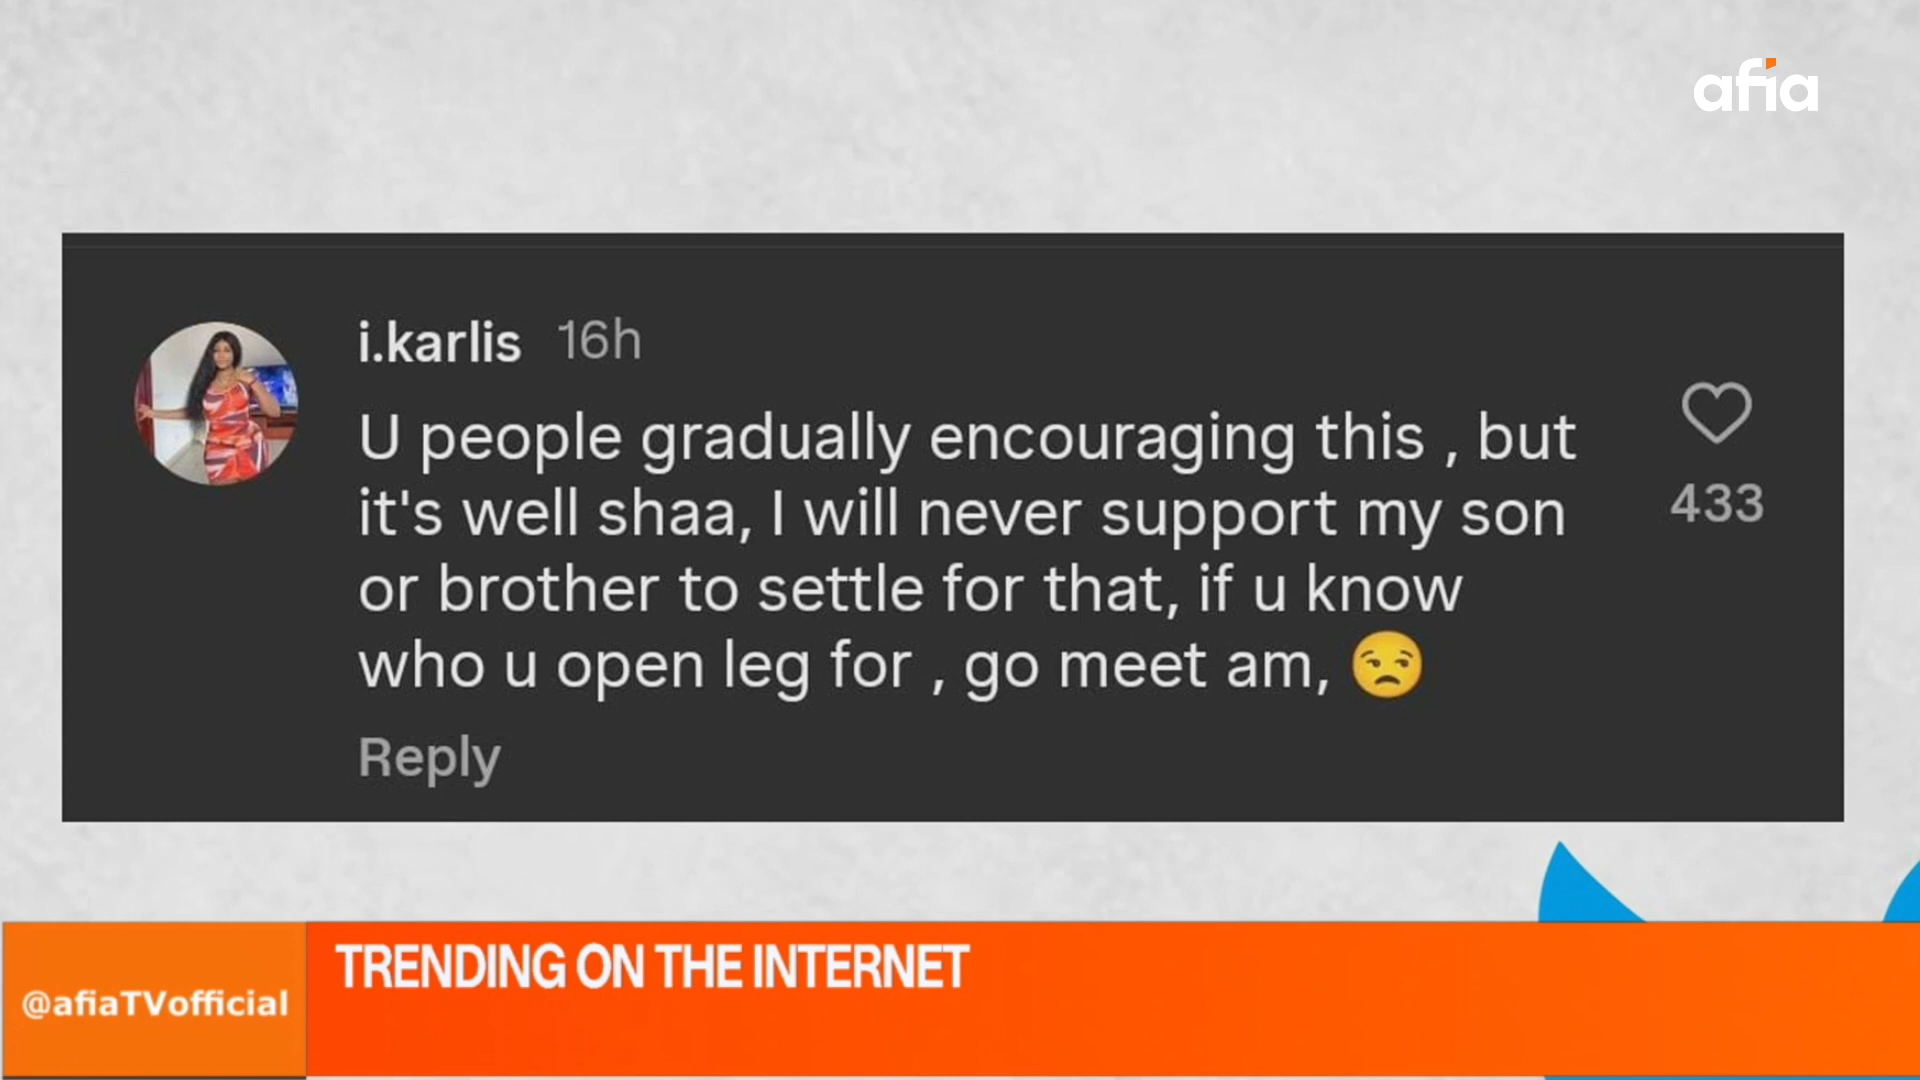 afia
i.karlis 16h
U people gradually encouraging this , but
it's well shaa, I will never support my son
or brother to settle for that, if u know
who u open leg for , go meet am, 😒
433
Reply
TRENDING ON THE INTERNET
@afiaTVofficial